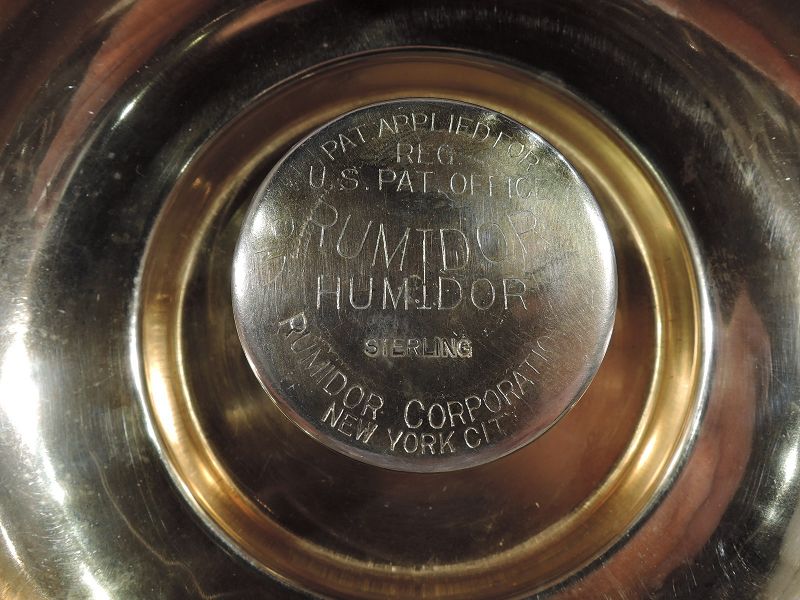 PAT. APPLIED FOR
REG.
U.S. PAT. OFFICE
RUMIDOR
HUMIDOR
STERLING
RUMIDOR CORPORATION
NEW YORK CITY